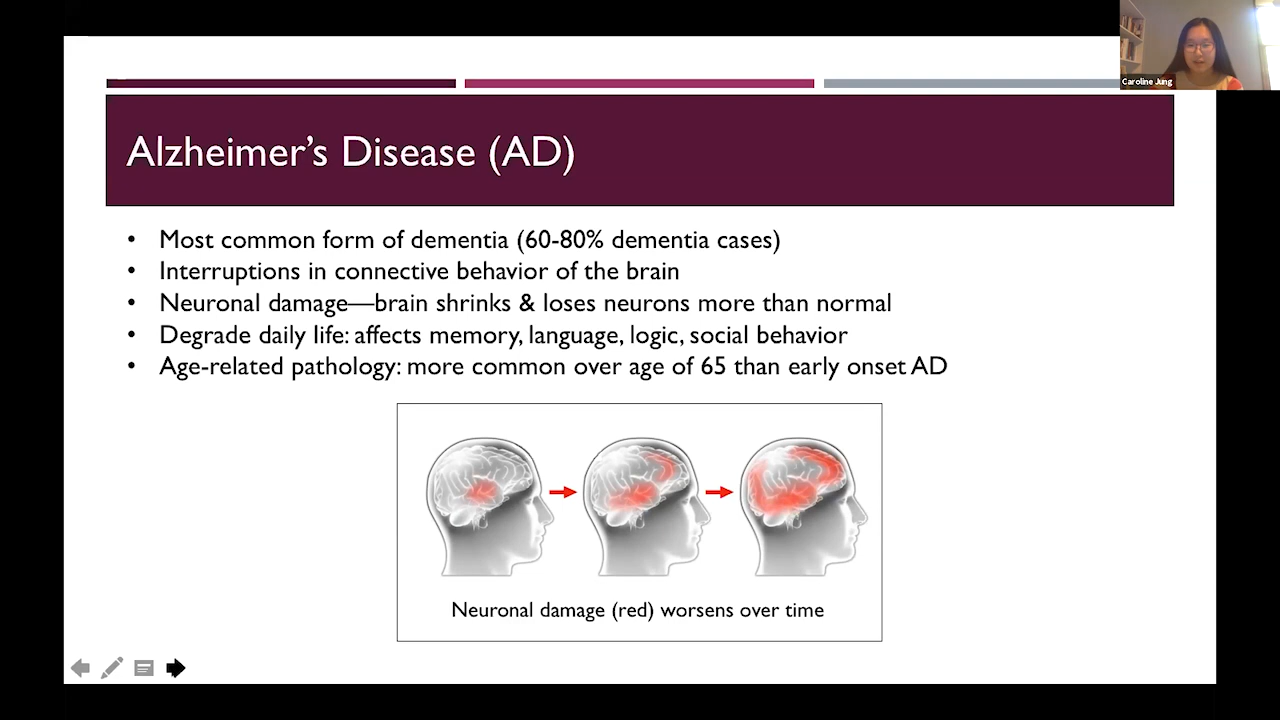 Caroline Jung
Alzheimer's Disease (AD)
• Most common form of dementia (60-80% dementia cases)
• Interruptions in connective behavior of the brain
• Neuronal damage—brain shrinks & loses neurons more than normal
• Degrade daily life: affects memory, language, logic, social behavior
• Age-related pathology: more common over age of 65 than early onset AD
Neuronal damage (red) worsens over time